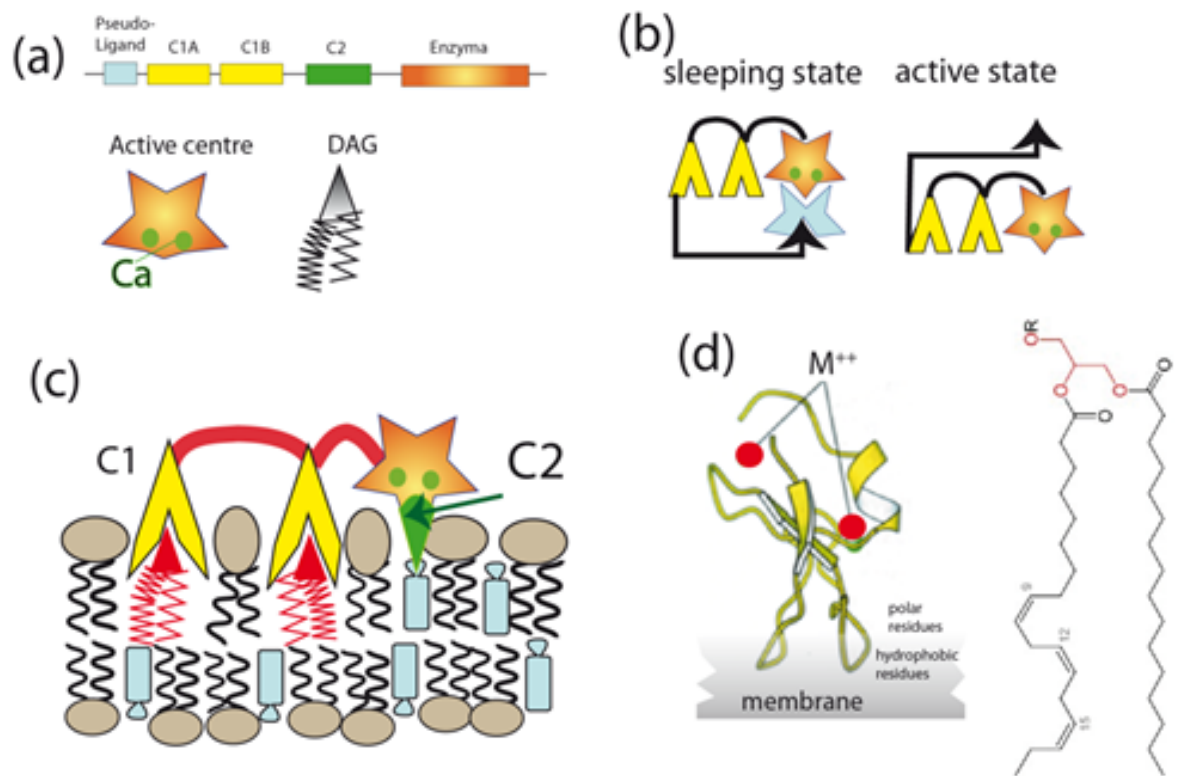 (a)
Pseudo-
Ligand
C1A
C1B
C2
Enzyma
Active centre
DAG
Ca
(b)
sleeping state
active state
(c)
C1
C2
(d)
M++
polar
residues
hydrophobic
residues
membrane
OR
O
O
O
O
9
12
15